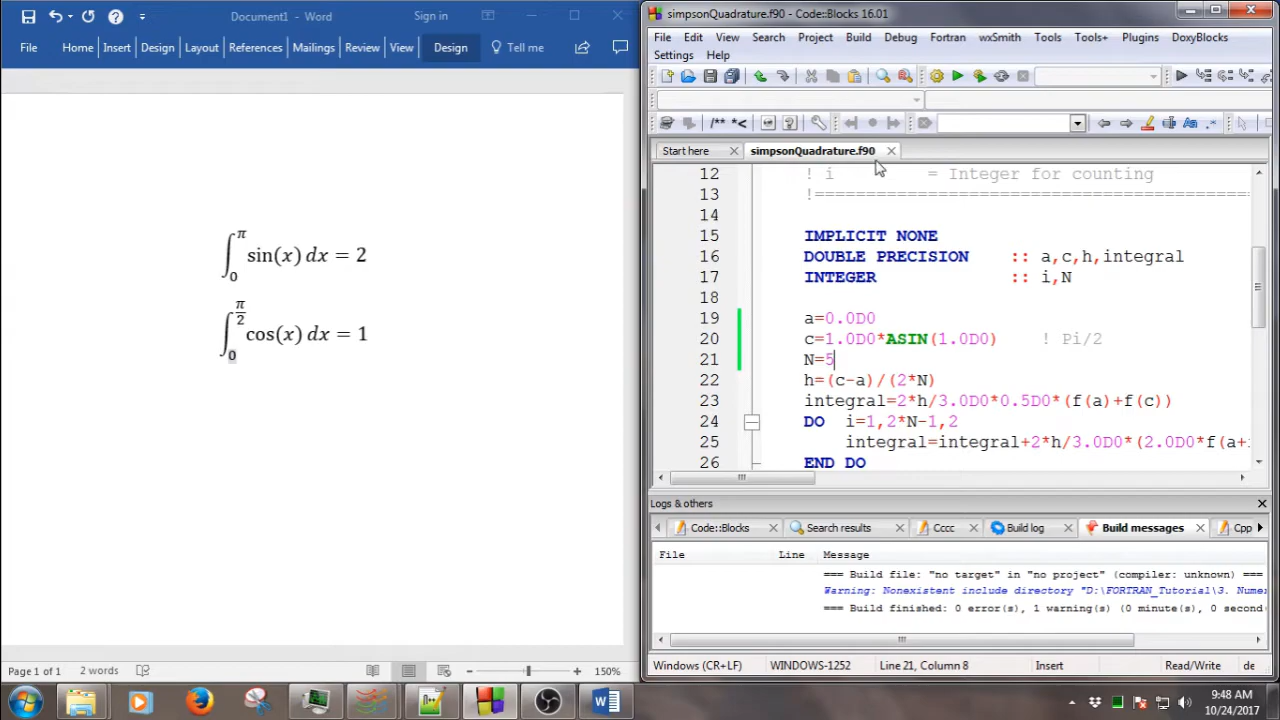 Document1 - Word
Sign in
File Home Insert Design Layout References Mailings Review View Design Tell me
∫₀^π sin(x) dx = 2
∫₀^(π/2) cos(x) dx = 1
Page 1 of 1 2 words 150%
simpsonQuadrature.f90 - Code::Blocks 16.01
File Edit View Search Project Build Debug Fortran wxSmith Tools Tools+ Plugins DoxyBlocks
Settings Help
/** *<
Start here simpsonQuadrature.f90
12 ! i = Integer for counting
13 !==========================================
14
15 IMPLICIT NONE
16 DOUBLE PRECISION :: a,c,h,integral
17 INTEGER :: i,N
18
19 a=0.0D0
20 c=1.0D0*ASIN(1.0D0) ! Pi/2
21 N=5
22 h=(c-a)/(2*N)
23 integral=2*h/3.0D0*0.5D0*(f(a)+f(c))
24 DO i=1,2*N-1,2
25 integral=integral+2*h/3.0D0*(2.0D0*f(a+
26 END DO
Logs & others
Code::Blocks Search results Cccc Build log Build messages Cpp
File Line Message
=== Build file: "no target" in "no project" (compiler: unknown) ===
Warning: Nonexistent include directory "D:\FORTRAN_Tutorial\3. Numer
=== Build finished: 0 error(s), 1 warning(s) (0 minute(s), 0 second
Windows (CR+LF) WINDOWS-1252 Line 21, Column 8 Insert Read/Write de
9:48 AM
10/24/2017